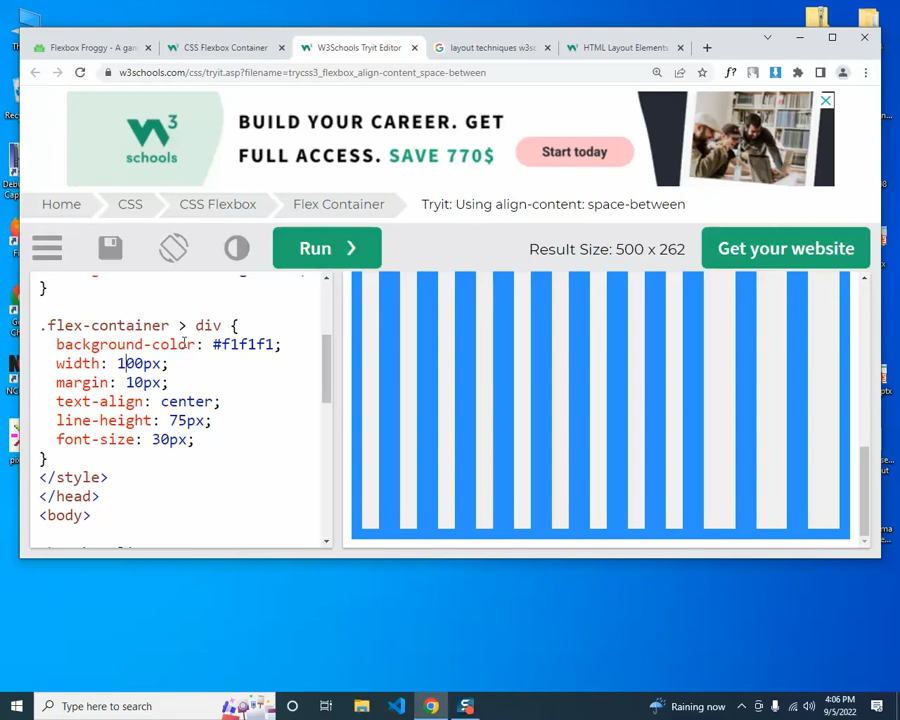 Flexbox Froggy - A gam
CSS Flexbox Container
W3Schools Tryit Editor
layout techniques w3sc
HTML Layout Elements
w3schools.com/css/tryit.asp?filename=trycss3_flexbox_align-content_space-between
f?
W3
schools
BUILD YOUR CAREER. GET
FULL ACCESS. SAVE 770$
Start today
Home
CSS
CSS Flexbox
Flex Container
Tryit: Using align-content: space-between
Run ❯
Result Size: 500 x 262
Get your website
}
.flex-container > div {
background-color: #f1f1f1;
width: 100px;
margin: 10px;
text-align: center;
line-height: 75px;
font-size: 30px;
}
</style>
</head>
<body>
Type here to search
Raining now
4:06 PM
9/5/2022